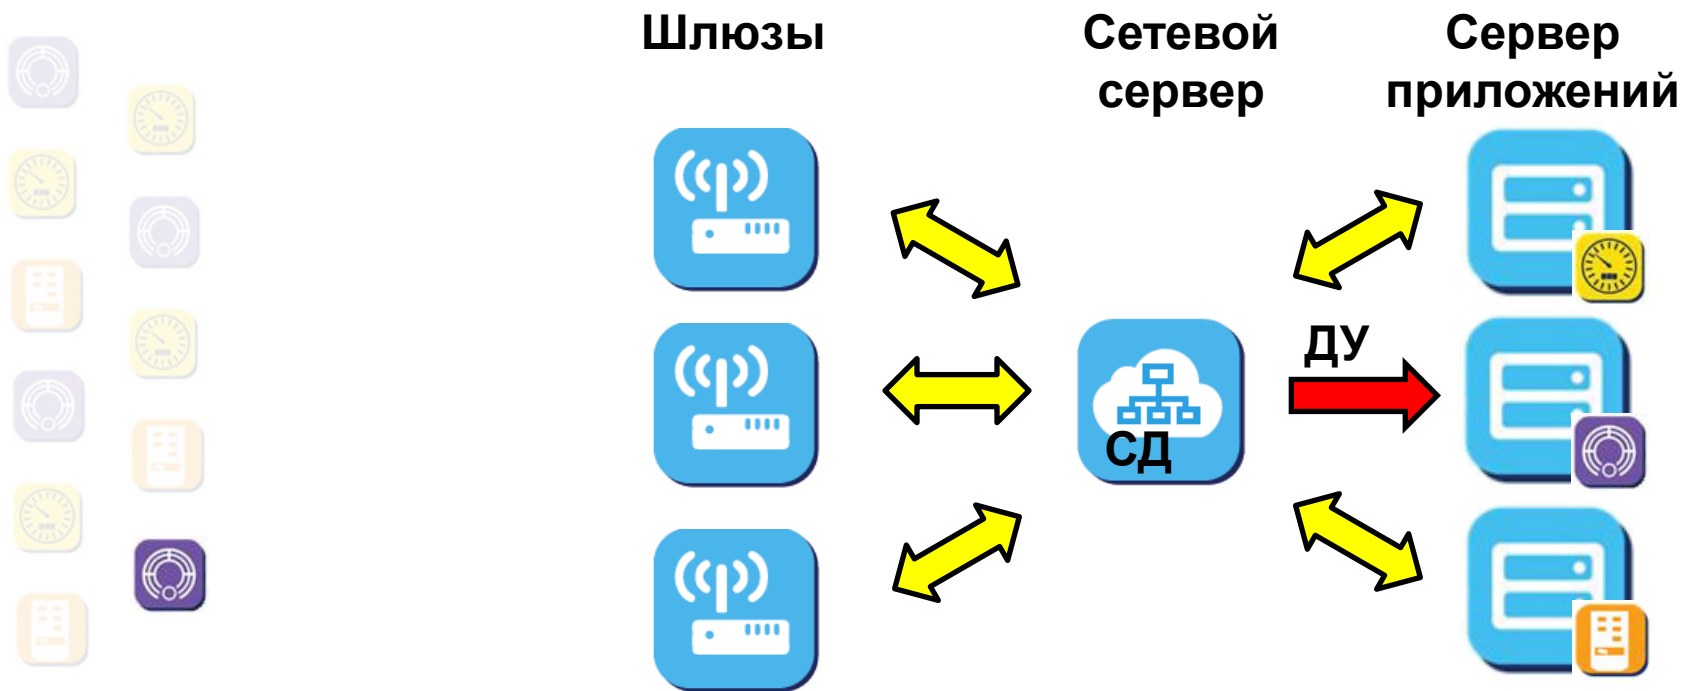 Шлюзы
Сетевой
сервер
Сервер
приложений
ДУ
СД